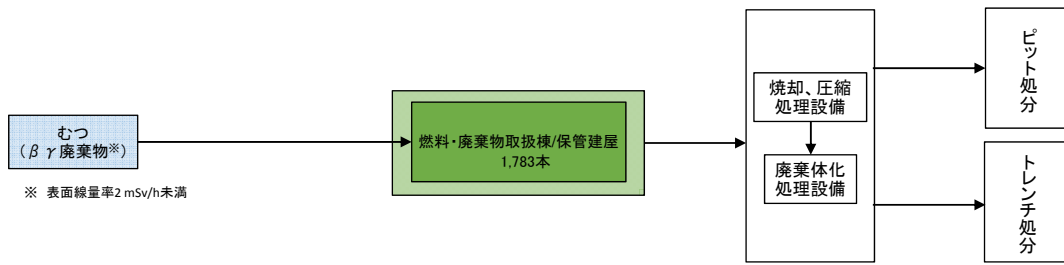 むつ
（βγ廃棄物※）
※ 表面線量率2 mSv/h未満
燃料・廃棄物取扱棟/保管建屋
1,783本
焼却、圧縮
処理設備
廃棄体化
処理設備
ピット処分
トレンチ処分